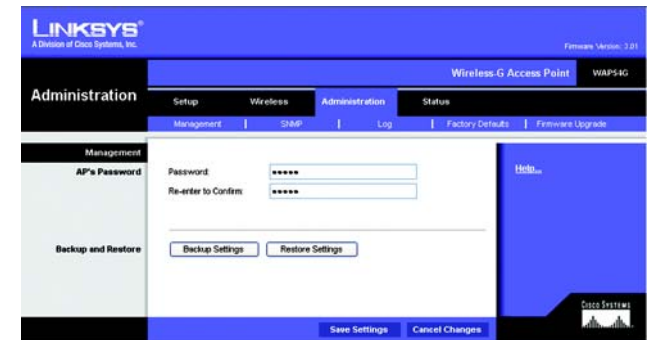 LINKSYS®
A Division of Cisco Systems, Inc.
Firmware Version: 3.01
Wireless-G Access Point WAP54G
Administration
Setup Wireless Administration Status
Management | SNMP | Log | Factory Defaults | Firmware Upgrade
Management
AP's Password
Password:
Help...
Re-enter to Confirm:
Backup and Restore
Backup Settings Restore Settings
Save Settings Cancel Changes
CISCO SYSTEMS